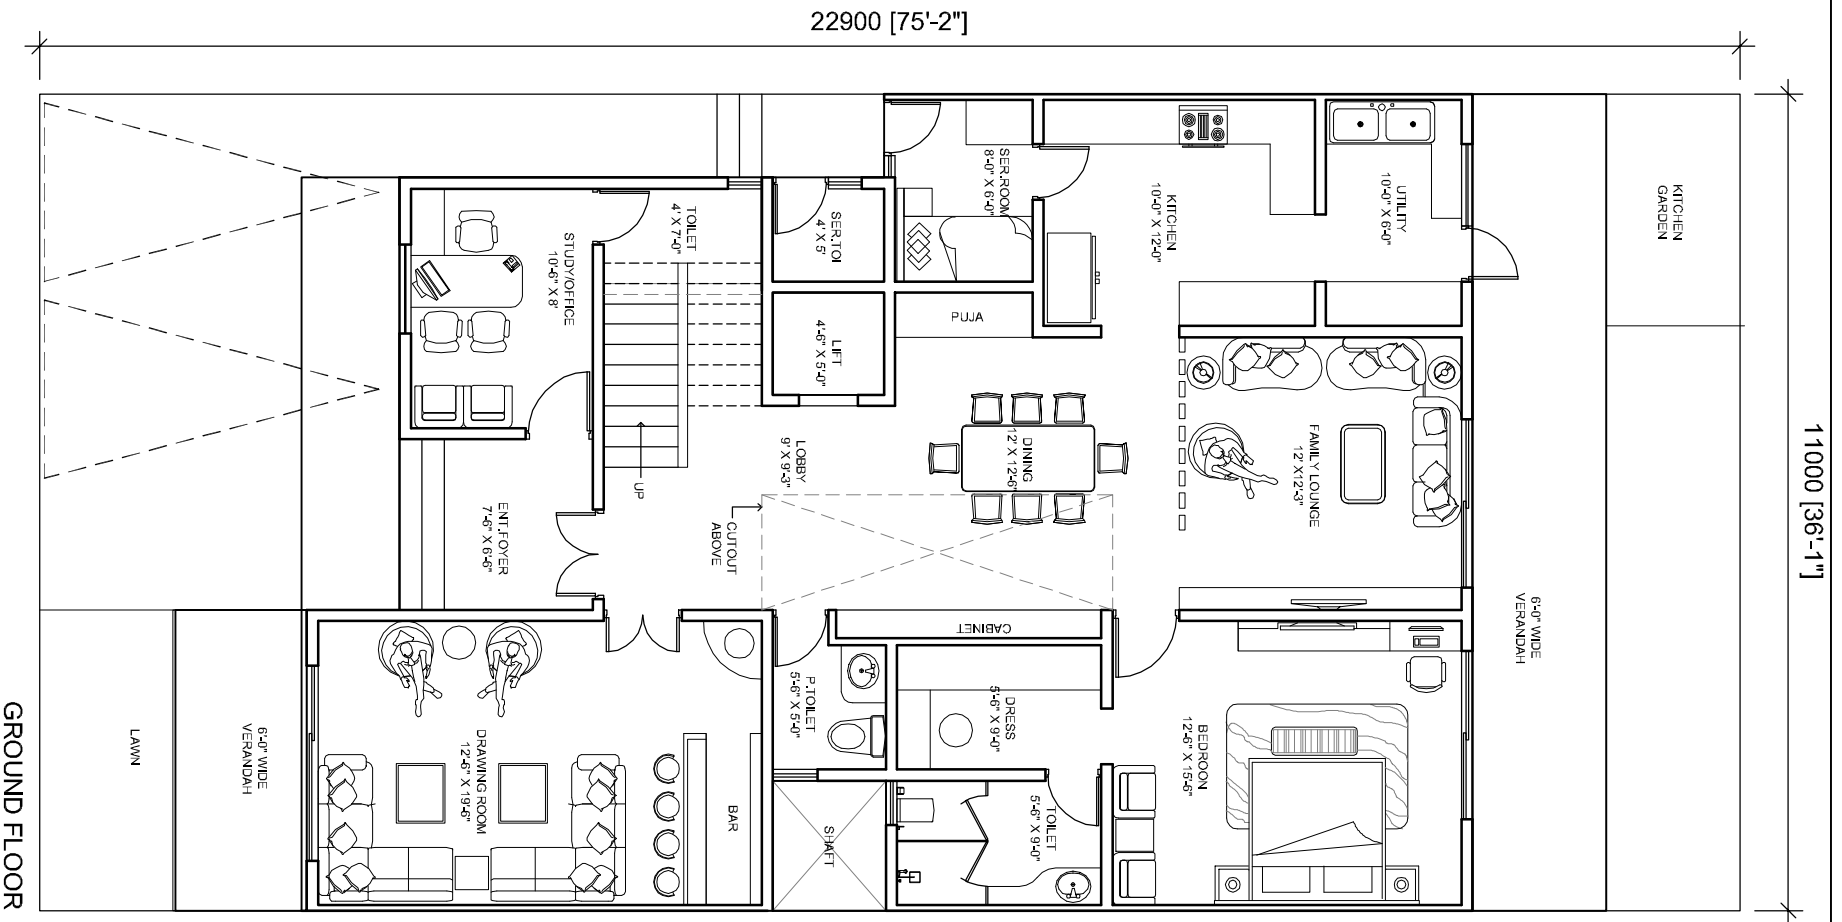 22900 [75'-2"]
11000 [36'-1"]
KITCHEN
GARDEN
UTILITY
10'-0" X 6'-0"
KITCHEN
10'-0" X 12'-0"
SER.ROOM
8'-0" X 6'-0"
SER.TOI
4' X 5'
TOILET
4' X 7'-0"
STUDY/OFFICE
10'-6" X 8'
PUJA
LIFT
4'-6" X 5'-0"
UP
LOBBY
9' X 9'-3"
DINING
12' X 12'-6"
FAMILY LOUNGE
12' X12'-3"
ENT.FOYER
7'-6" X 6'-6"
CUTOUT
ABOVE
CABINET
6'-0" WIDE
VERANDAH
P.TOILET
5'-6" X 5'-0"
DRESS
5'-6" X 9'-0"
BEDROON
12'-6" X 15'-6"
TOILET
5'-6" X 9'-0"
SHAFT
BAR
DRAWING ROOM
12'-6" X 19'-6"
6'-0" WIDE
VERANDAH
LAWN
GROUND FLOOR